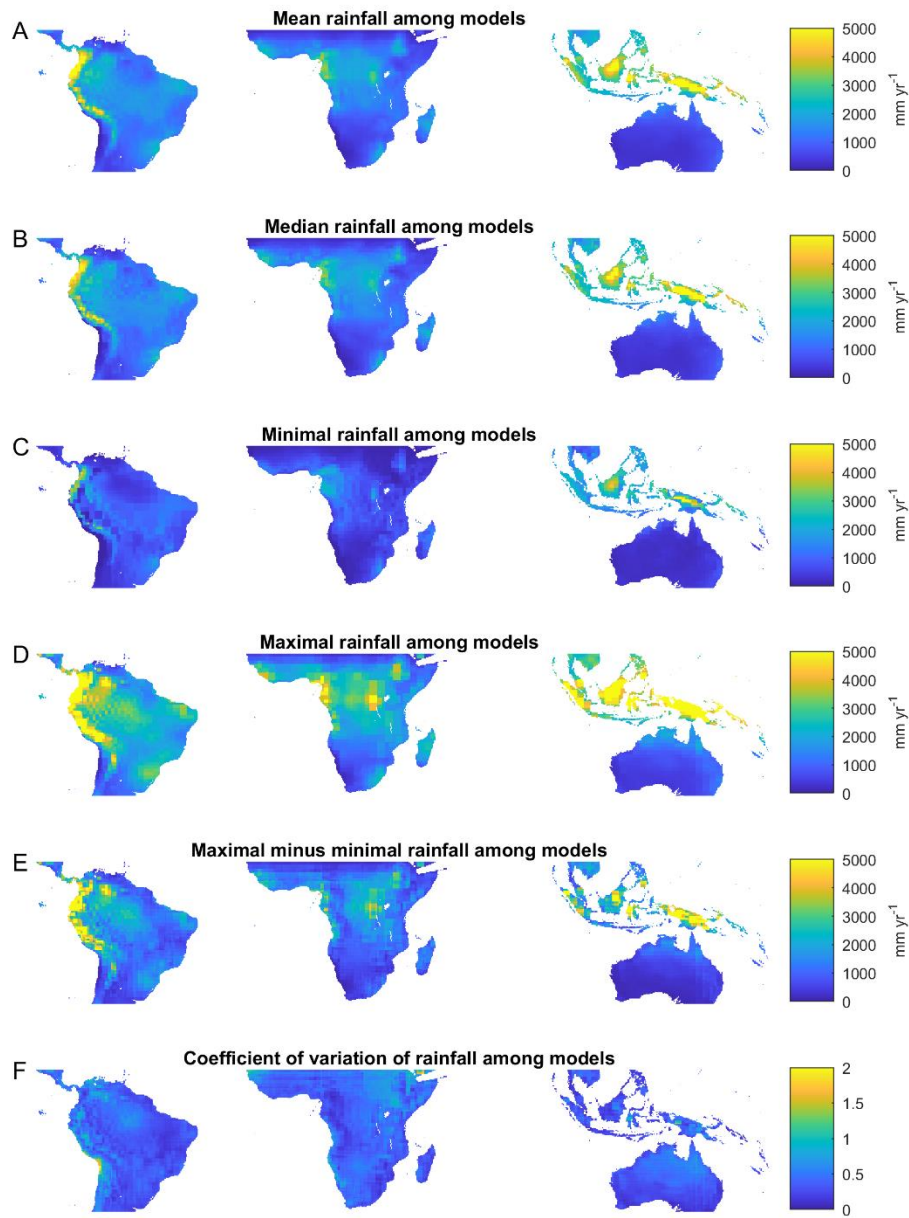 A
Mean rainfall among models
5000
4000
3000
2000
1000
0
mm yr⁻¹
B
Median rainfall among models
5000
4000
3000
2000
1000
0
mm yr⁻¹
C
Minimal rainfall among models
5000
4000
3000
2000
1000
0
mm yr⁻¹
D
Maximal rainfall among models
5000
4000
3000
2000
1000
0
mm yr⁻¹
E
Maximal minus minimal rainfall among models
5000
4000
3000
2000
1000
0
mm yr⁻¹
F
Coefficient of variation of rainfall among models
2
1.5
1
0.5
0